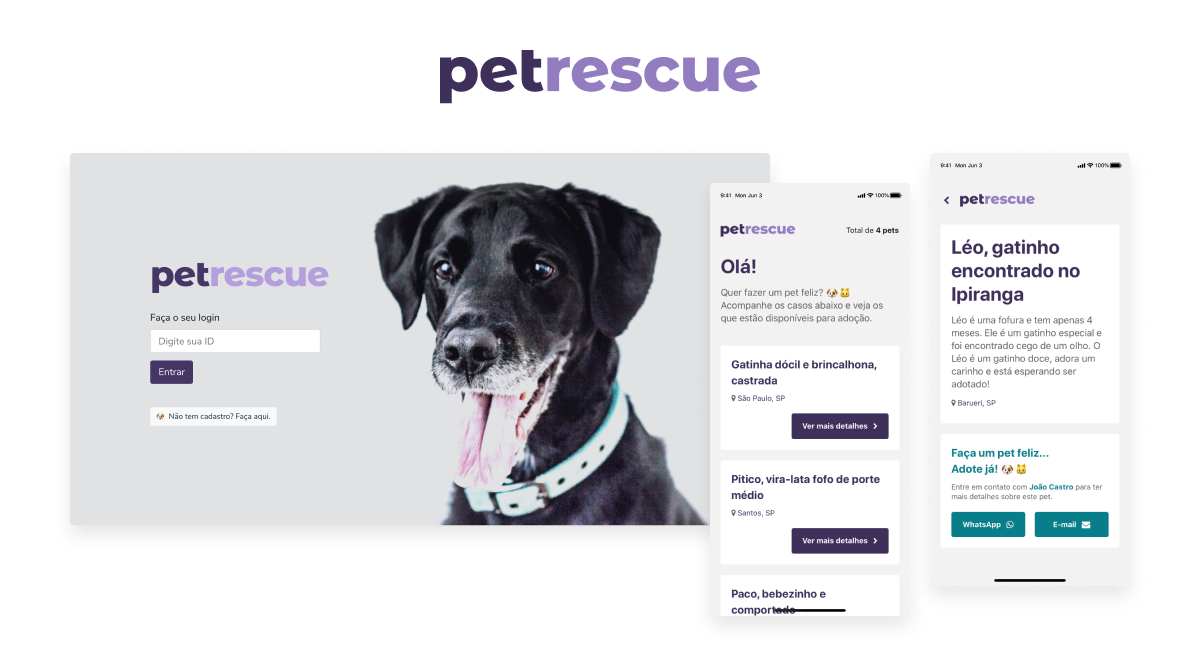 petrescue
petrescue
Faça o seu login
Digite sua ID
Entrar
🐶 Não tem cadastro? Faça aqui.
9:41 Mon Jun 3
100%
petrescue
Total de 4 pets
Olá!
Quer fazer um pet feliz? 🐶 🐱
Acompanhe os casos abaixo e veja os
que estão disponíveis para adoção.
Gatinha dócil e brincalhona,
castrada
São Paulo, SP
Ver mais detalhes
Pitico, vira-lata fofo de porte
médio
Santos, SP
Ver mais detalhes
Paco, bebezinho e
comportado
9:41 Mon Jun 3
100%
petrescue
Léo, gatinho
encontrado no
Ipiranga
Léo é uma fofura e tem apenas 4
meses. Ele é um gatinho especial e
foi encontrado cego de um olho. O
Léo é um gatinho doce, adora um
carinho e está esperando ser
adotado!
Barueri, SP
Faça um pet feliz...
Adote já! 🐶 🐱
Entre em contato com João Castro para ter
mais detalhes sobre este pet.
WhatsApp
E-mail